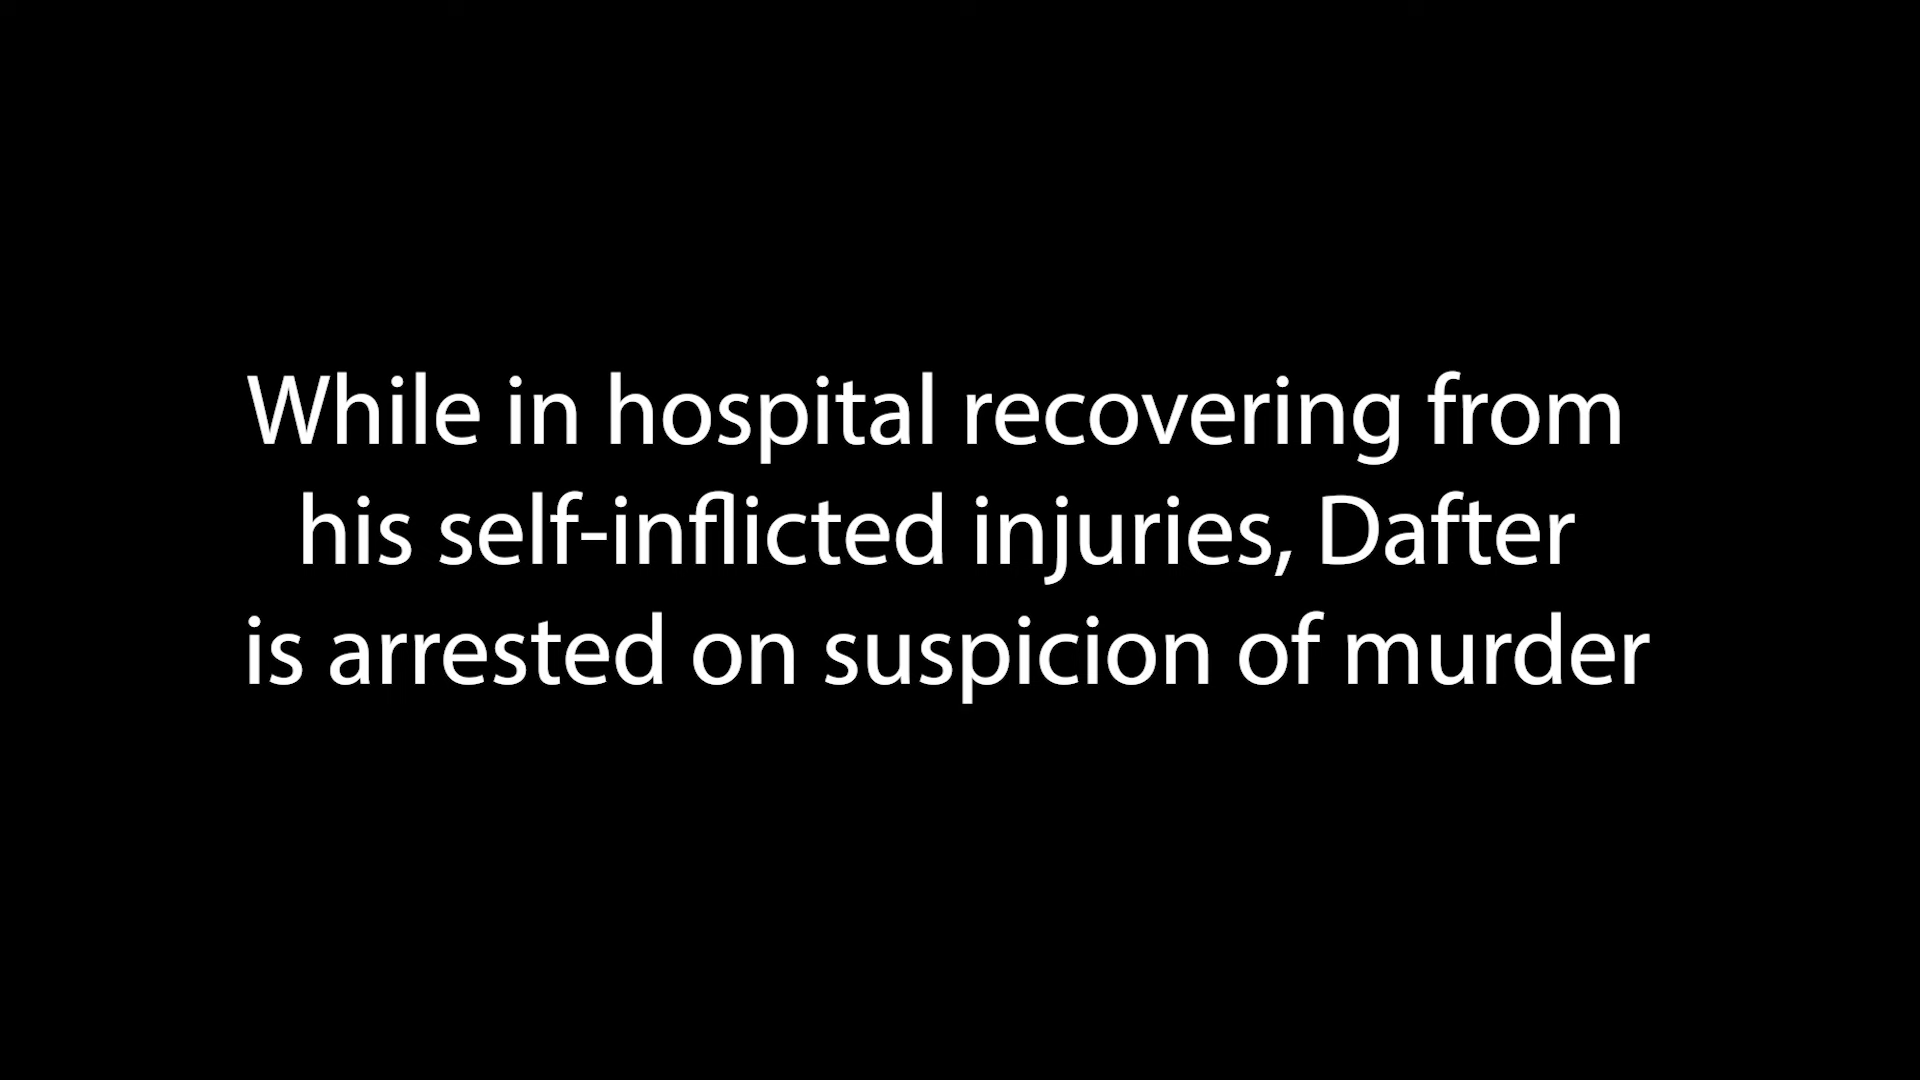 While in hospital recovering from
his self-inflicted injuries, Dafter
is arrested on suspicion of murder